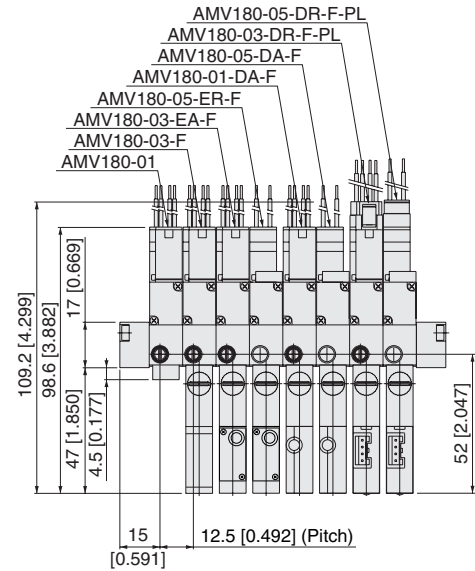 AMV180-05-DR-F-PL
AMV180-03-DR-F-PL
AMV180-05-DA-F
AMV180-01-DA-F
AMV180-05-ER-F
AMV180-03-EA-F
AMV180-03-F
AMV180-01
109.2 [4.299]
98.6 [3.882]
17 [0.669]
47 [1.850]
4.5 [0.177]
52 [2.047]
15
[0.591]
12.5 [0.492] (Pitch)